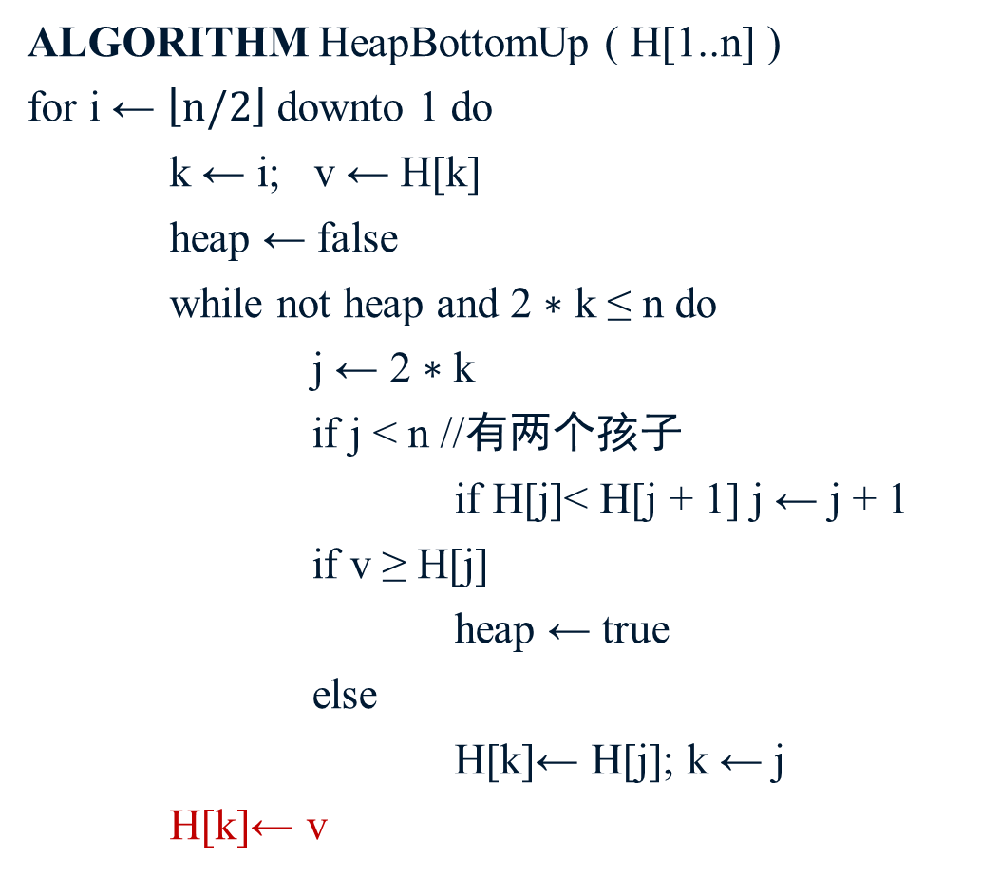 ALGORITHM HeapBottomUp ( H[1..n] )
for i ← ⌊n/2⌋ downto 1 do
k ← i; v ← H[k]
heap ← false
while not heap and 2 ∗ k ≤ n do
j ← 2 ∗ k
if j < n //有两个孩子
if H[j]< H[j + 1] j ← j + 1
if v ≥ H[j]
heap ← true
else
H[k]← H[j]; k ← j
H[k]← v